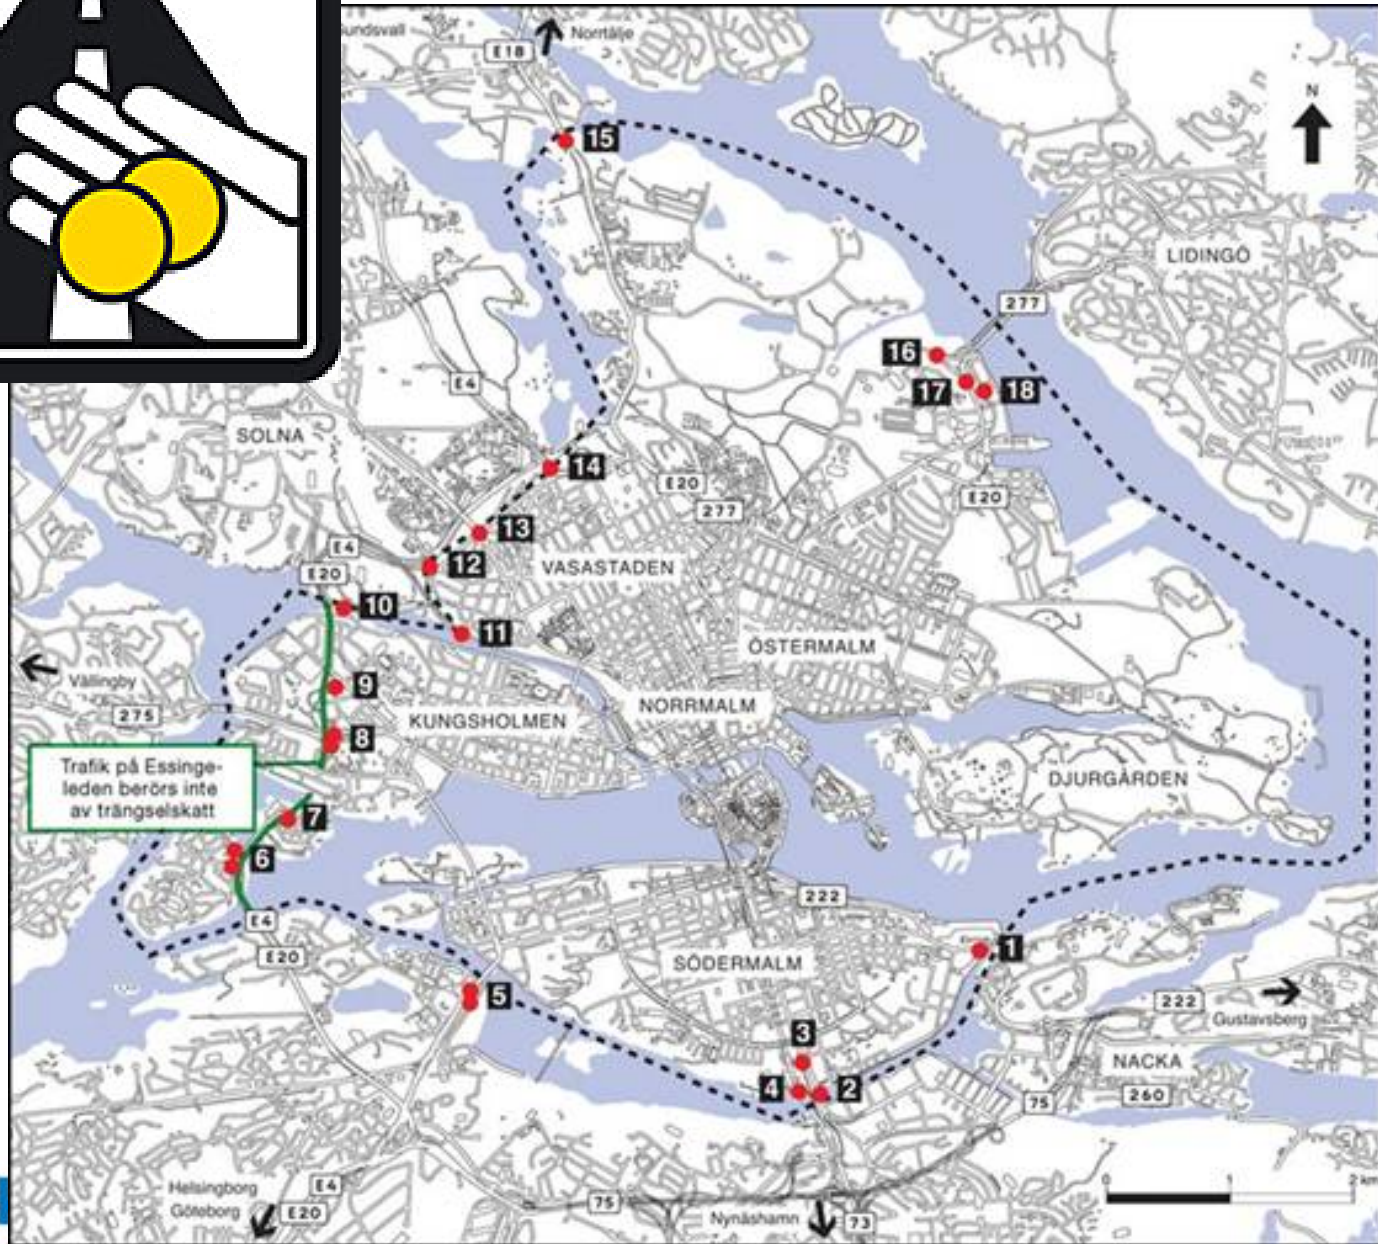 undsvall
E18
Norrtälje
N
15
LIDINGÖ
277
16
17
18
E4
SOLNA
14
E20
277
E20
13
E4
12
VASASTADEN
E20
10
11
ÖSTERMALM
Vällingby
9
275
KUNGSHOLMEN
NORRMALM
8
Trafik på Essinge-
leden berörs inte
av trängselskatt
DJURGÅRDEN
7
6
222
E4
E20
SÖDERMALM
1
5
222
Gustavsberg
3
NACKA
4
2
75
260
Helsingborg
Göteborg
E4
E20
75
Nynäshamn
73
0
1
2 km